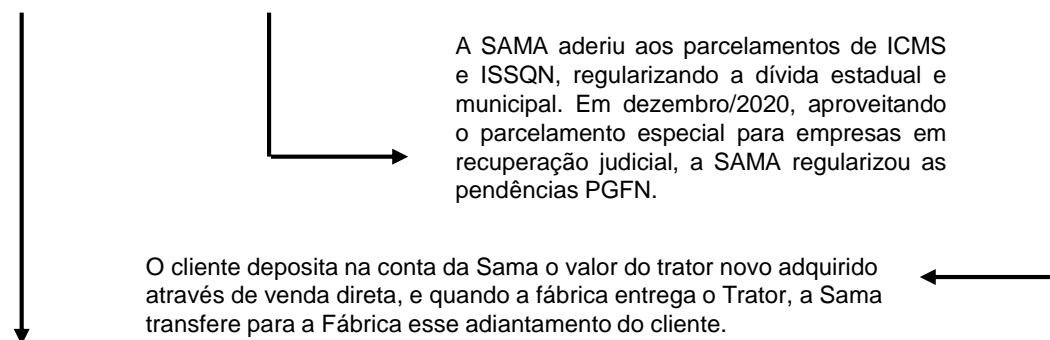 A SAMA aderiu aos parcelamentos de ICMS
e ISSQN, regularizando a dívida estadual e
municipal. Em dezembro/2020, aproveitando
o parcelamento especial para empresas em
recuperação judicial, a SAMA regularizou as
pendências PGFN.
O cliente deposita na conta da Sama o valor do trator novo adquirido
através de venda direta, e quando a fábrica entrega o Trator, a Sama
transfere para a Fábrica esse adiantamento do cliente.